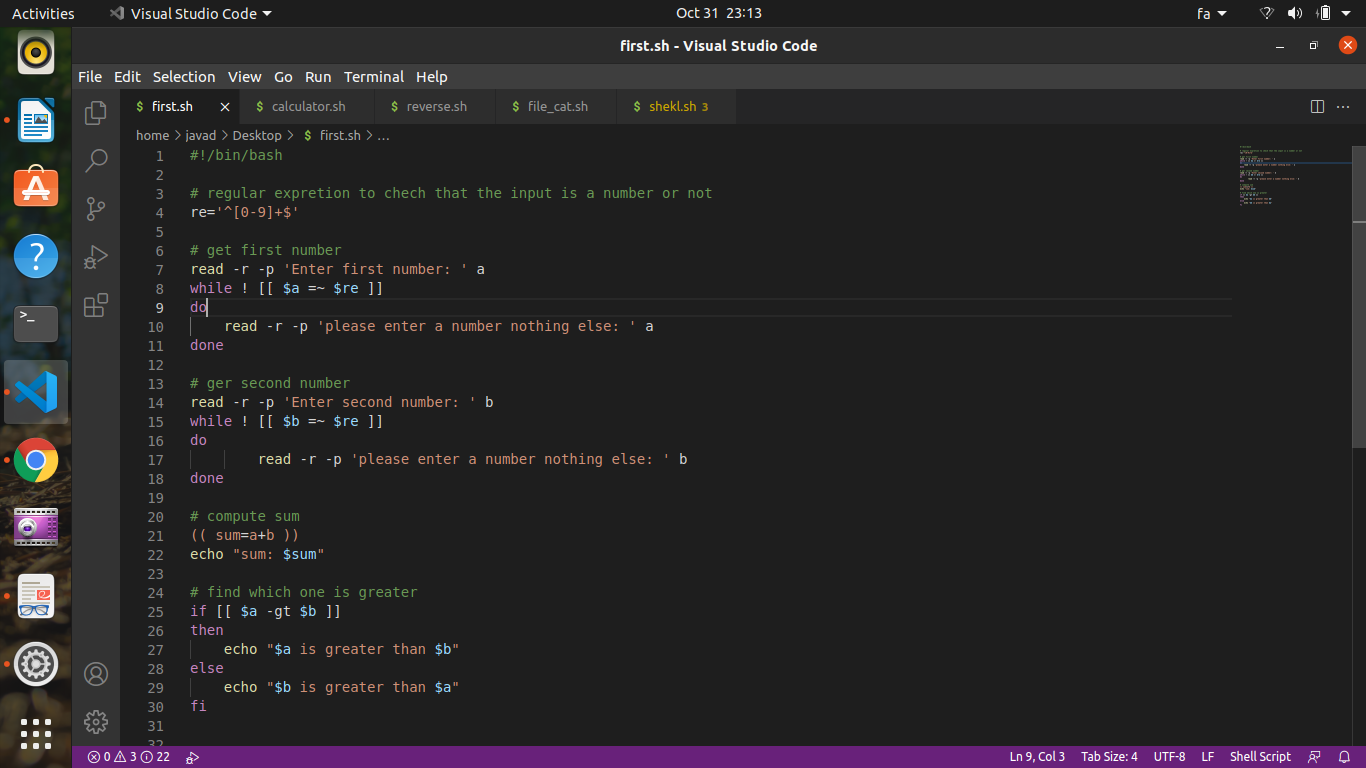 Activities Visual Studio Code Oct 31 23:13 fa
first.sh - Visual Studio Code
File Edit Selection View Go Run Terminal Help
$ first.sh $ calculator.sh $ reverse.sh $ file_cat.sh $ shekl.sh 3
home > javad > Desktop > $ first.sh > ...
1 #!/bin/bash
2
3 # regular expretion to chech that the input is a number or not
4 re='^[0-9]+$'
5
6 # get first number
7 read -r -p 'Enter first number: ' a
8 while ! [[ $a =~ $re ]]
9 do
10     read -r -p 'please enter a number nothing else: ' a
11 done
12
13 # ger second number
14 read -r -p 'Enter second number: ' b
15 while ! [[ $b =~ $re ]]
16 do
17         read -r -p 'please enter a number nothing else: ' b
18 done
19
20 # compute sum
21 (( sum=a+b ))
22 echo "sum: $sum"
23
24 # find which one is greater
25 if [[ $a -gt $b ]]
26 then
27     echo "$a is greater than $b"
28 else
29     echo "$b is greater than $a"
30 fi
31
32
0 3 22 Ln 9, Col 3 Tab Size: 4 UTF-8 LF Shell Script